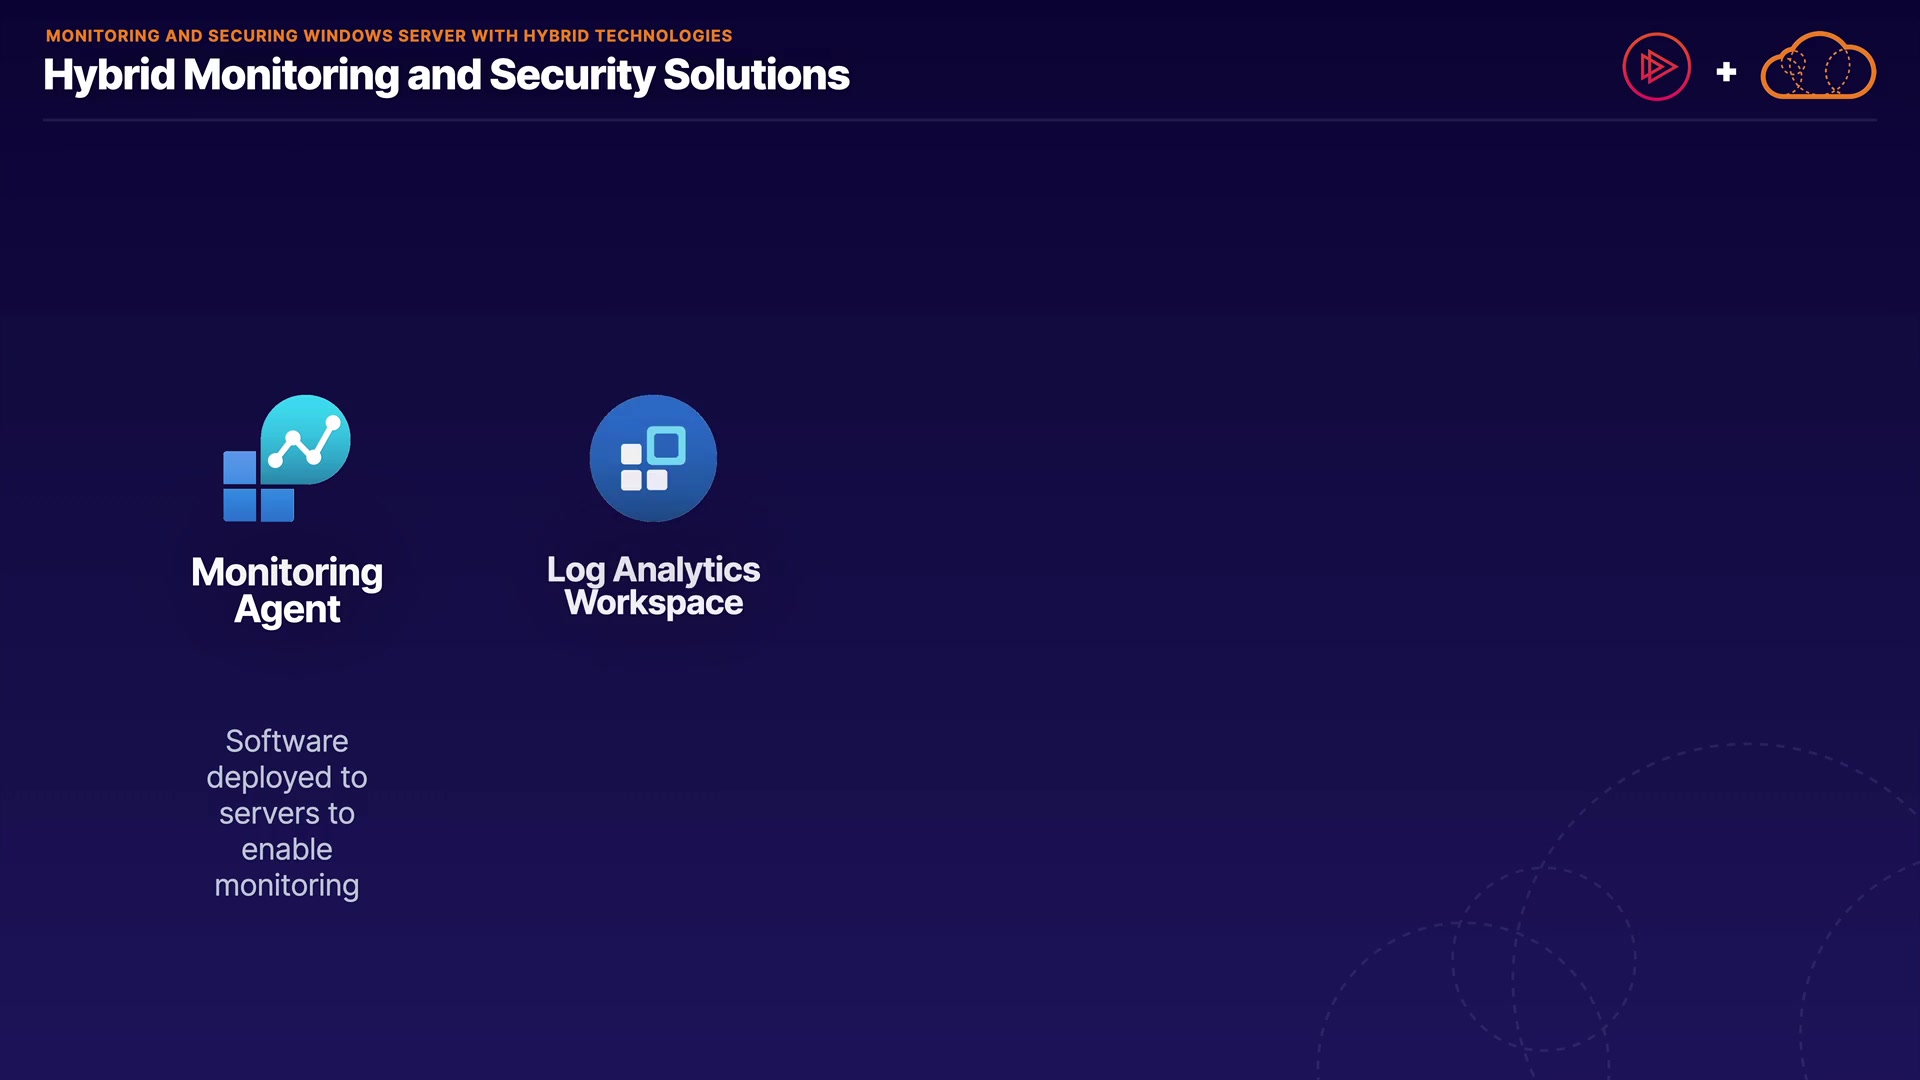 MONITORING AND SECURING WINDOWS SERVER WITH HYBRID TECHNOLOGIES
Hybrid Monitoring and Security Solutions
Monitoring
Agent
Log Analytics
Workspace
Software
deployed to
servers to
enable
monitoring